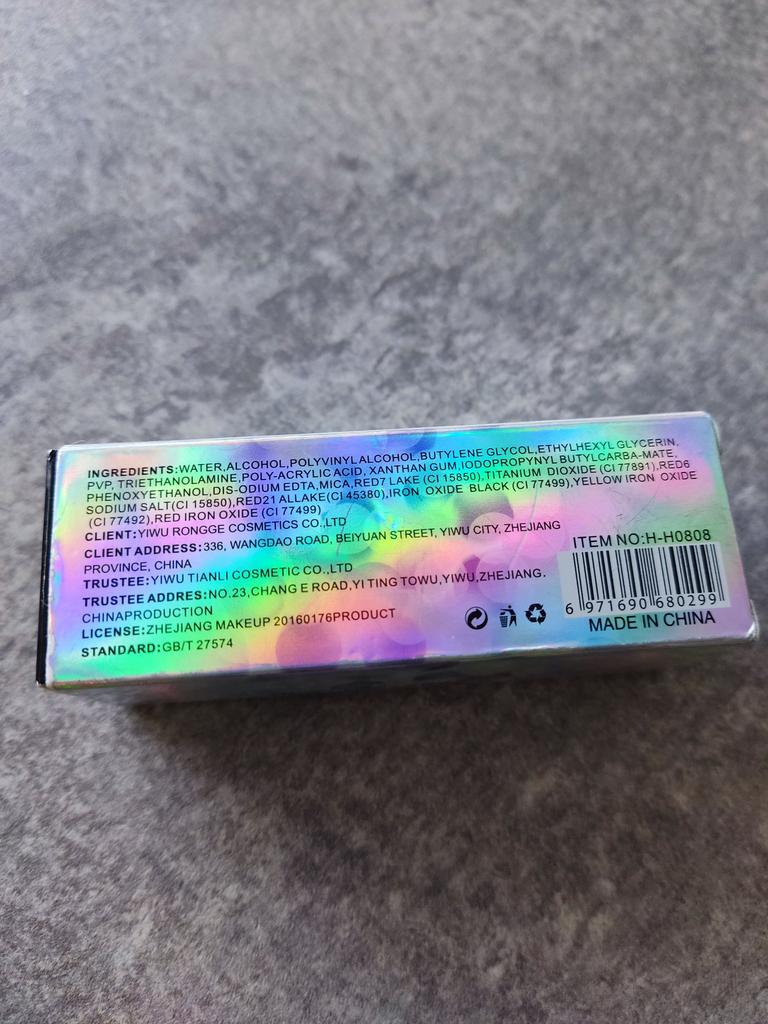 INGREDIENTS:WATER,ALCOHOL,POLYVINYL ALCOHOL,BUTYLENE GLYCOL,ETHYLHEXYL GLYCERIN,
PVP, TRIETHANOLAMINE,POLY-ACRYLIC ACID, XANTHAN GUM,IODOPROPYNYL BUTYLCARBA-MATE,
PHENOXYETHANOL,DIS-ODIUM EDTA,MICA,RED7 LAKE (CI 15850),TITANIUM DIOXIDE (CI 77891),RED6
SODIUM SALT(CI 15850),RED21 ALLAKE(CI 45380),IRON OXIDE BLACK (CI 77499),YELLOW IRON OXIDE
(CI 77492),RED IRON OXIDE (CI 77499)
CLIENT:YIWU RONGGE COSMETICS CO.,LTD
CLIENT ADDRESS:336, WANGDAO ROAD, BEIYUAN STREET, YIWU CITY, ZHEJIANG
PROVINCE, CHINA
TRUSTEE:YIWU TIANLI COSMETIC CO.,LTD
TRUSTEE ADDRES:NO.23,CHANG E ROAD,YI TING TOWU,YIWU,ZHEJIANG.
CHINAPRODUCTION
LICENSE:ZHEJIANG MAKEUP 20160176PRODUCT
STANDARD:GB/T 27574
ITEM NO:H-H0808
6 971690 680299
MADE IN CHINA